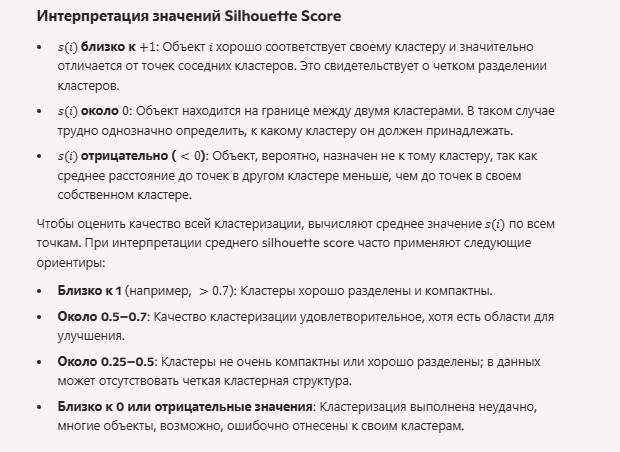 Интерпретация значений Silhouette Score
• s(i) близко к +1: Объект i хорошо соответствует своему кластеру и значительно
отличается от точек соседних кластеров. Это свидетельствует о четком разделении
кластеров.
• s(i) около 0: Объект находится на границе между двумя кластерами. В таком случае
трудно однозначно определить, к какому кластеру он должен принадлежать.
• s(i) отрицательно ( < 0): Объект, вероятно, назначен не к тому кластеру, так как
среднее расстояние до точек в другом кластере меньше, чем до точек в своем
собственном кластере.
Чтобы оценить качество всей кластеризации, вычисляют среднее значение s(i) по всем
точкам. При интерпретации среднего silhouette score часто применяют следующие
ориентиры:
• Близко к 1 (например, > 0.7): Кластеры хорошо разделены и компактны.
• Около 0.5–0.7: Качество кластеризации удовлетворительное, хотя есть области для
улучшения.
• Около 0.25–0.5: Кластеры не очень компактны или хорошо разделены; в данных
может отсутствовать четкая кластерная структура.
• Близко к 0 или отрицательные значения: Кластеризация выполнена неудачно,
многие объекты, возможно, ошибочно отнесены к своим кластерам.